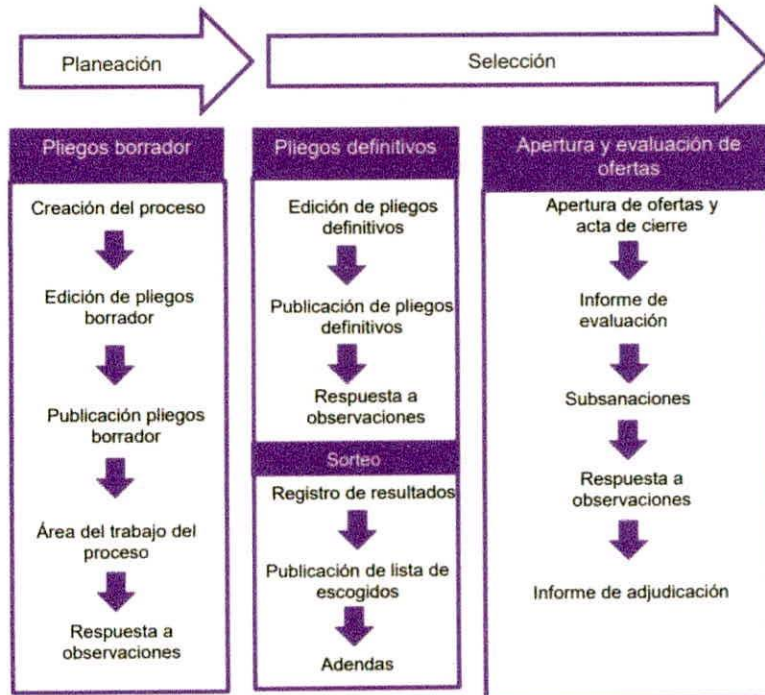 Planeación
Selección
Pliegos borrador
Creación del proceso
Edición de pliegos
borrador
Publicación pliegos
borrador
Área del trabajo del
proceso
Respuesta a
observaciones
Pliegos definitivos
Edición de pliegos
definitivos
Publicación de pliegos
definitivos
Respuesta a
observaciones
Sorteo
Registro de resultados
Publicación de lista de
escogidos
Adendas
Apertura y evaluación de
ofertas
Apertura de ofertas y
acta de cierre
Informe de
evaluación
Subsanaciones
Respuesta a
observaciones
Informe de adjudicación